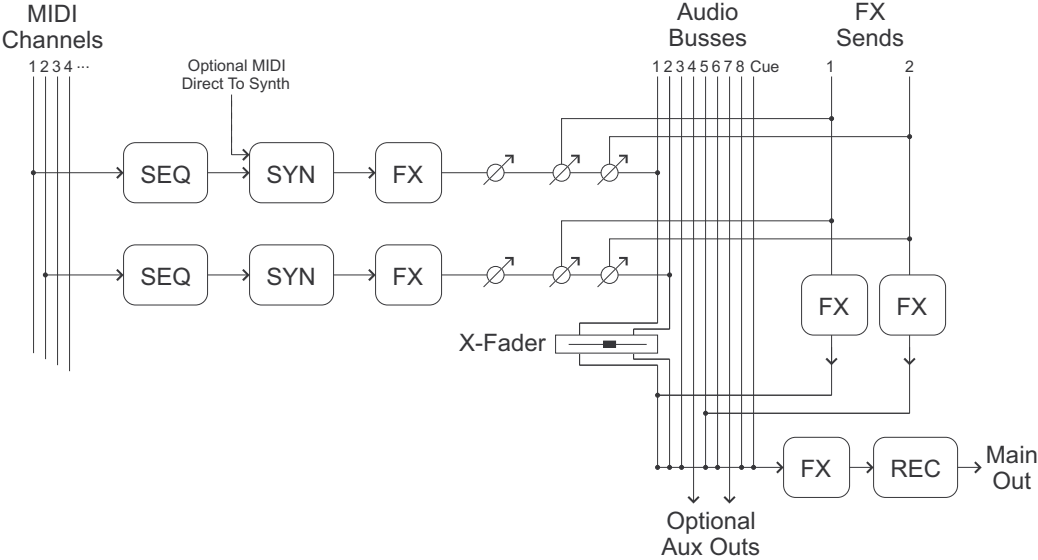 MIDI
Channels
1 2 3 4 ...
Optional MIDI
Direct To Synth
Audio
Busses
1 2 3 4 5 6 7 8 Cue
FX
Sends
1 2
SEQ
SYN
FX
SEQ
SYN
FX
FX
FX
X-Fader
FX
REC
Main
Out
Optional
Aux Outs